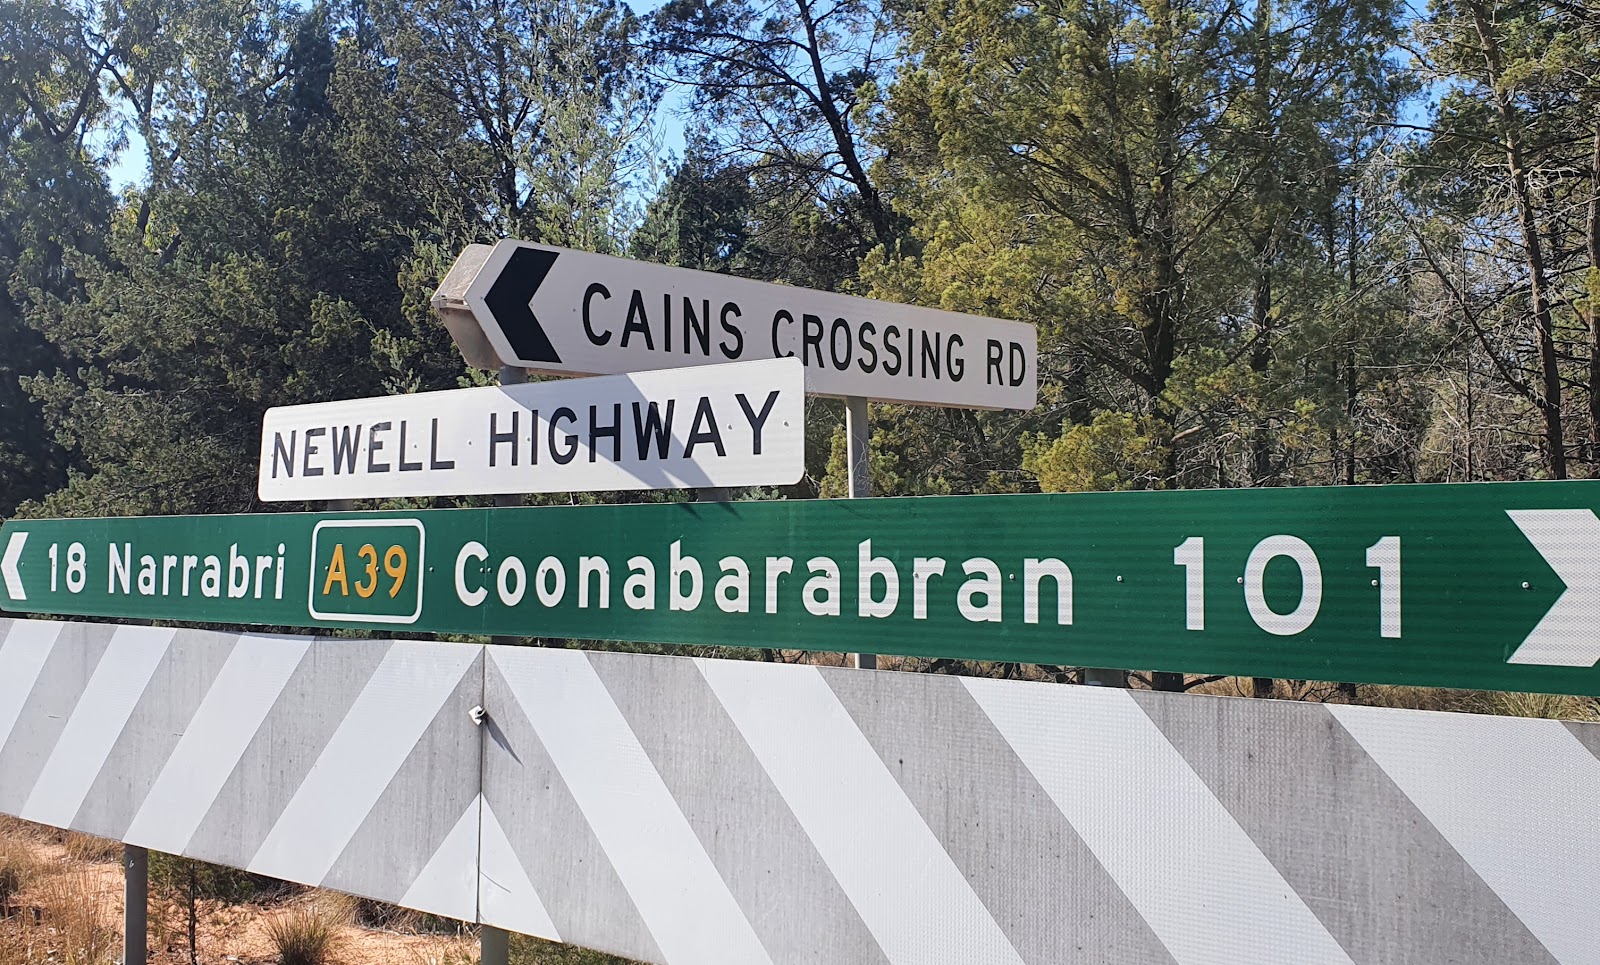 CAINS CROSSING RD
NEWELL HIGHWAY
18 Narrabri A39 Coonabarabran 101